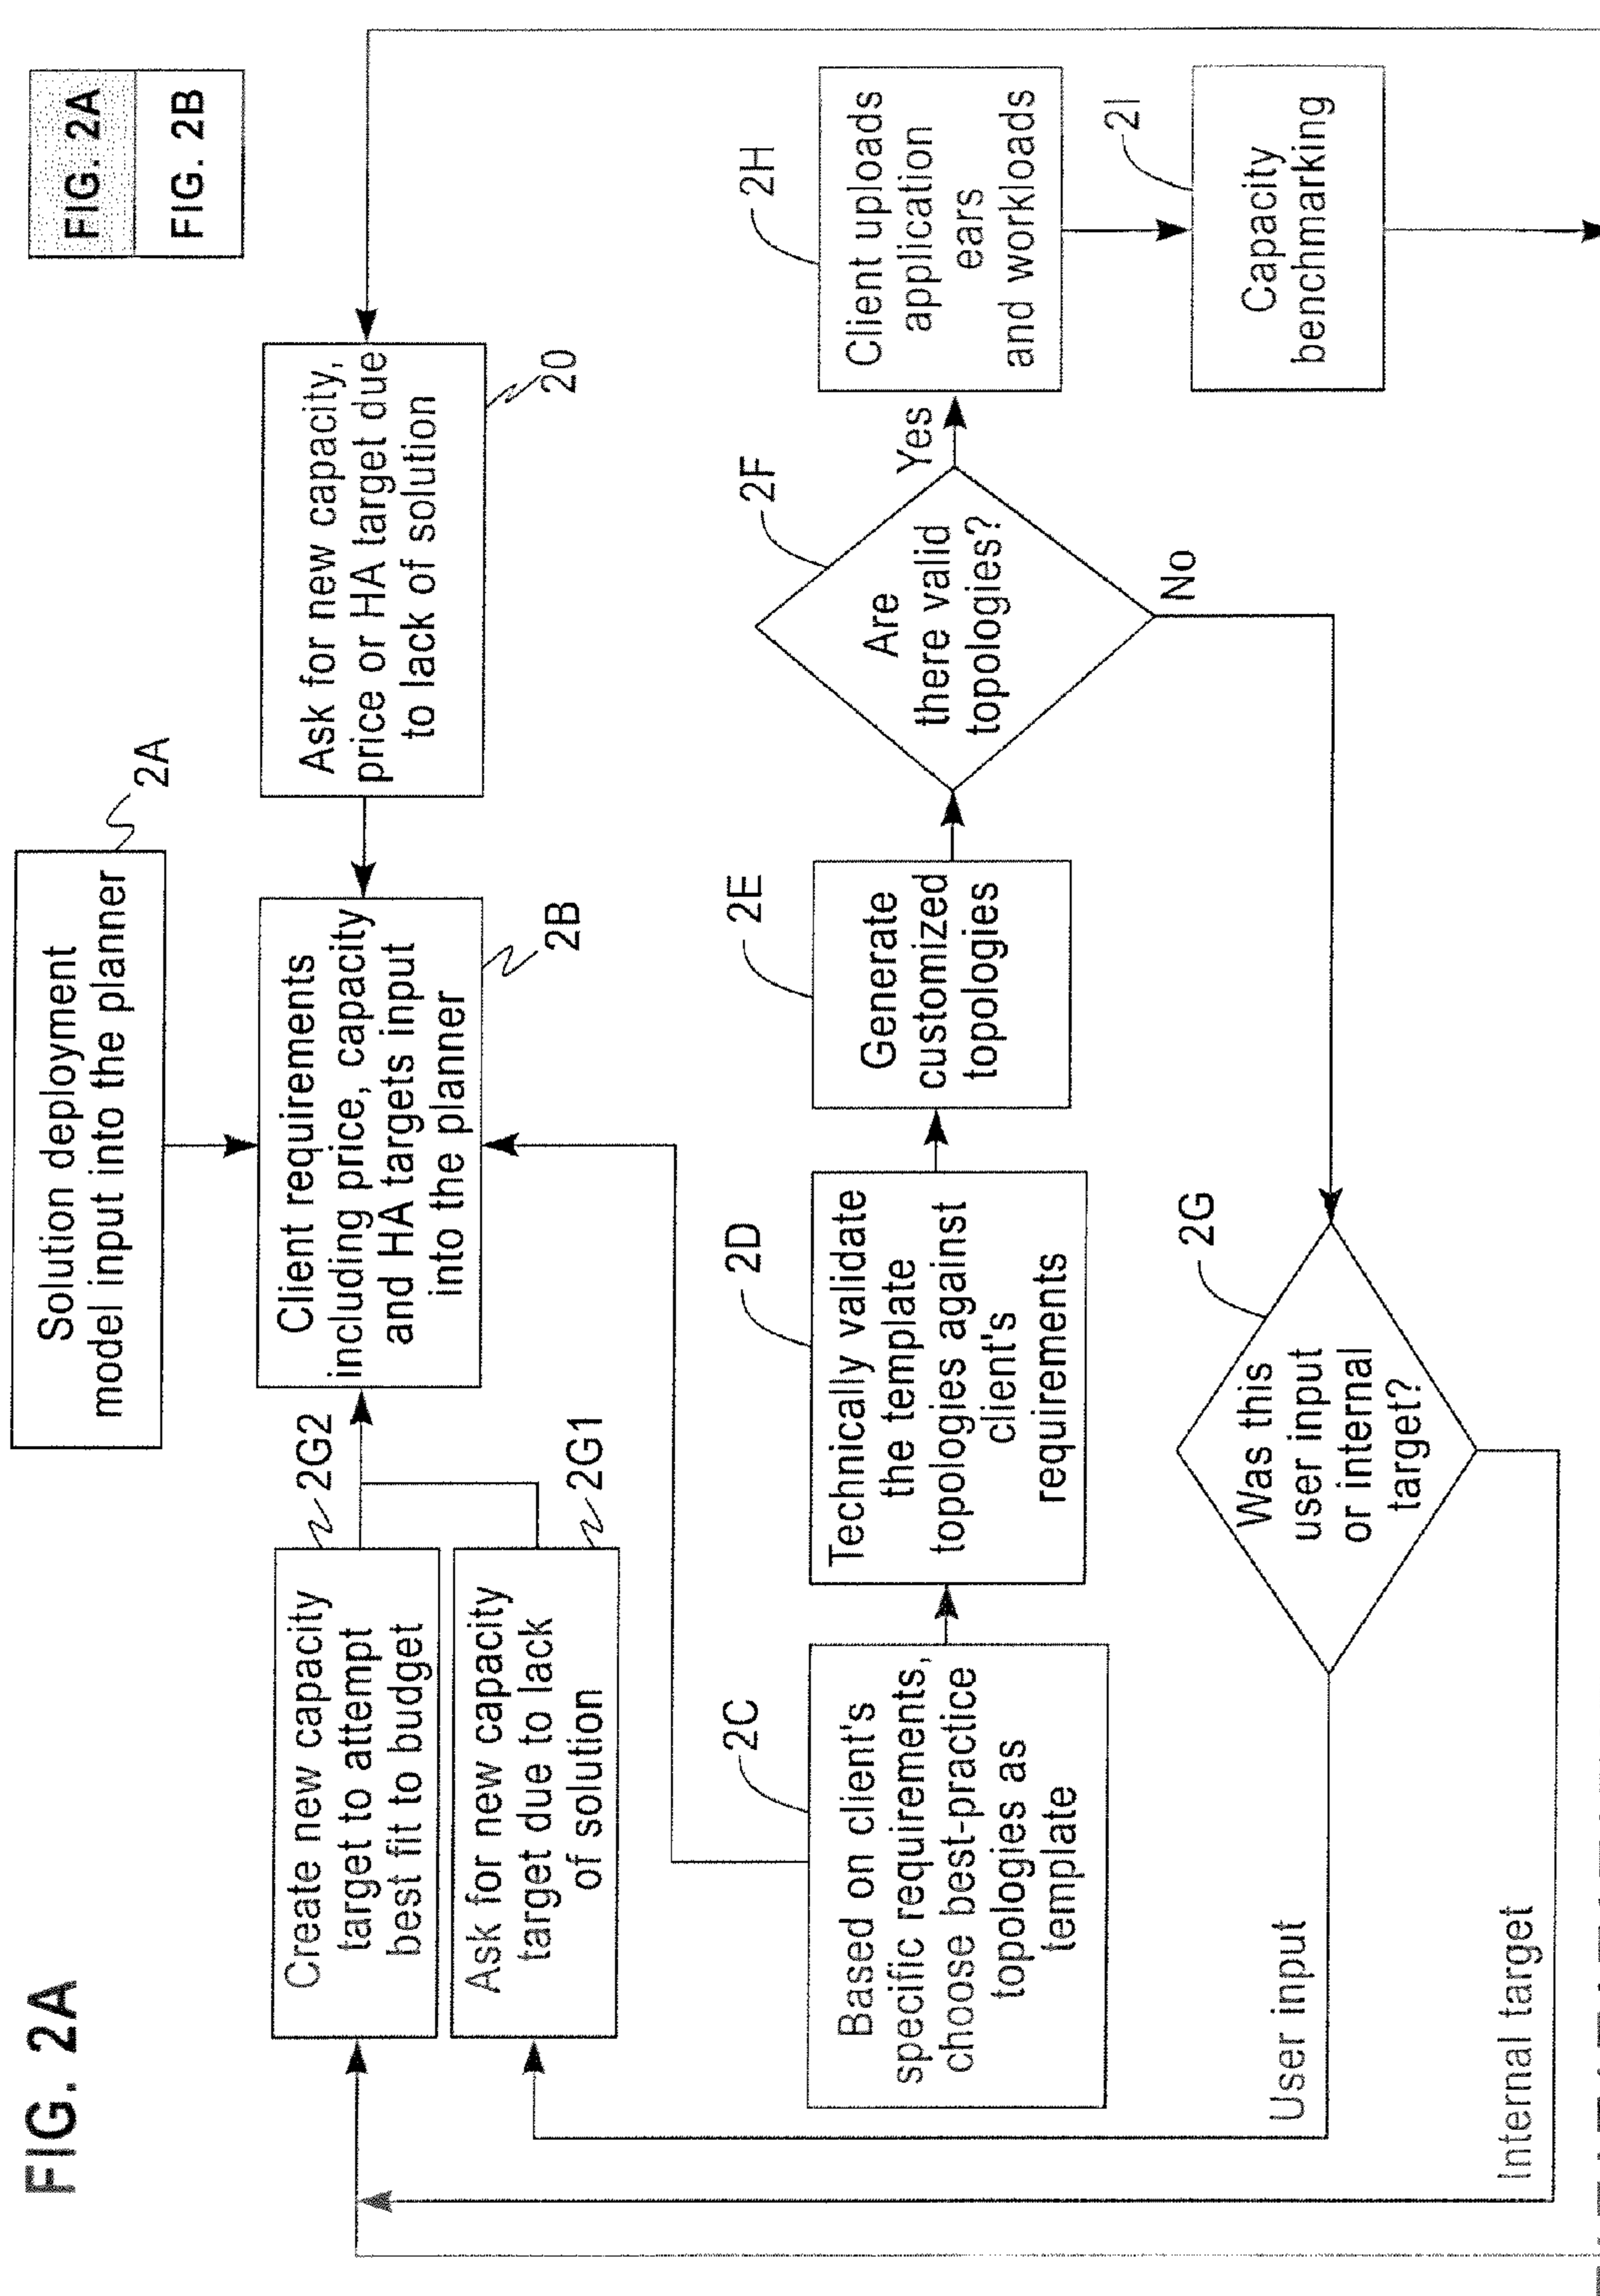 FIG. 2A
FIG. 2A
FIG. 2B
Solution deployment
model input into the planner
2A
Create new capacity
target to attempt
best fit to budget
2G2
Ask for new capacity
target due to lack
of solution
2G1
Client requirements
including price, capacity
and HA targets input
into the planner
2B
Ask for new capacity,
price or HA target due
to lack of solution
20
Based on client's
specific requirements,
choose best-practice
topologies as
template
2C
Technically validate
the template
topologies against
client's
requirements
2D
Generate
customized
topologies
2E
Are
there valid
topologies?
2F
Yes
No
Client uploads
application
ears
and workloads
2H
Capacity
benchmarking
2I
Was this
user input
or internal
target?
2G
User input
Internal target